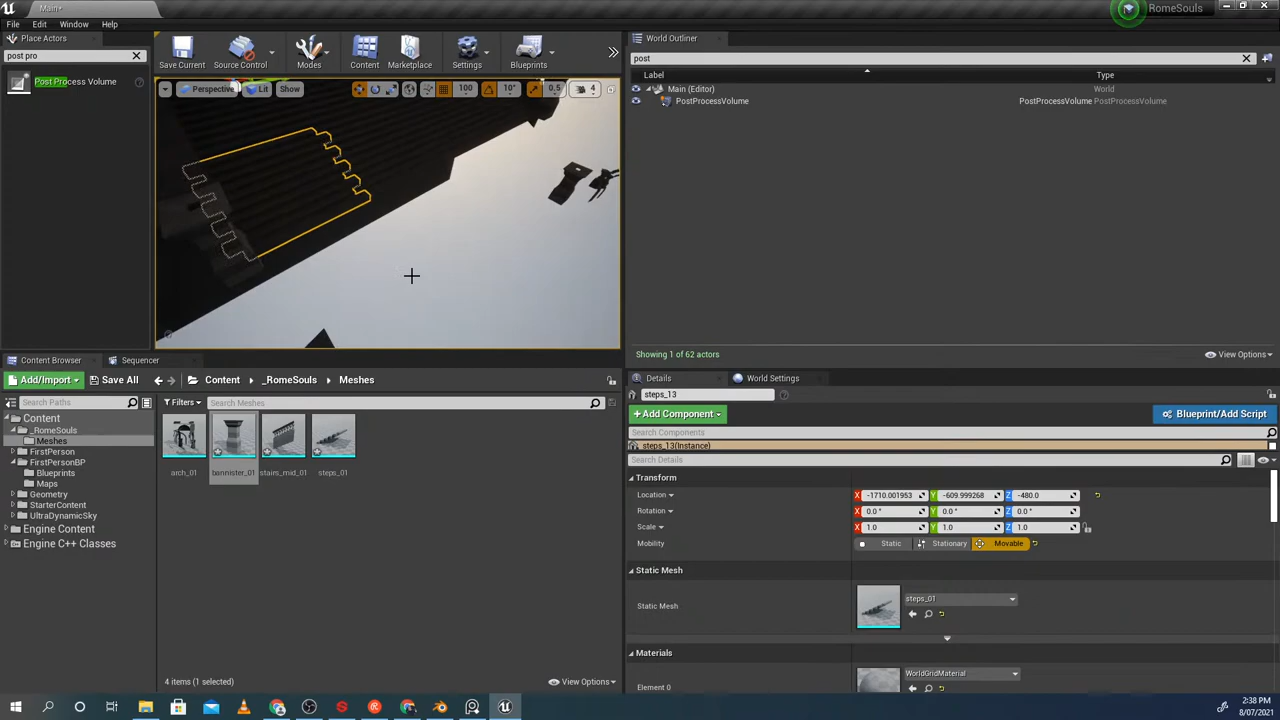 Main+
RomeSouls
File Edit Window Help
Place Actors
World Outliner
post pro
Post Process Volume
Save Current
Source Control
Modes
Content
Marketplace
Settings
Blueprints
post
Label
Type
Main (Editor)
World
PostProcessVolume
PostProcessVolume PostProcessVolume
Perspective
Lit
Show
100
10°
0.5
4
Showing 1 of 62 actors
View Options
Content Browser
Sequencer
Details
World Settings
Add/Import
Save All
Content
_RomeSouls
Meshes
steps_13
+Add Component
Blueprint/Add Script
Search Paths
Filters
Search Meshes
Search Components
steps_13(Instance)
Search Details
Content
_RomeSouls
Meshes
FirstPerson
FirstPersonBP
Blueprints
Maps
Geometry
StarterContent
UltraDynamicSky
Engine Content
Engine C++ Classes
arch_01
bannister_01
stairs_mid_01
steps_01
Transform
Location
X -1710.001953
Y -609.999268
Z -480.0
Rotation
X 0.0 °
Y 0.0 °
Z 0.0 °
Scale
X 1.0
Y 1.0
Z 1.0
Mobility
Static
Stationary
Movable
Static Mesh
Static Mesh
steps_01
Materials
Element 0
WorldGridMaterial
4 items (1 selected)
View Options
2:38 PM
8/07/2021